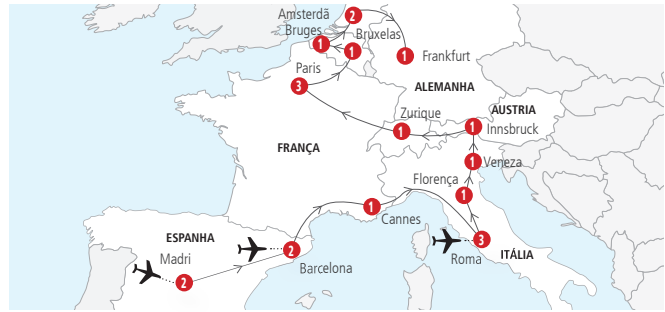 Amsterdã
2
Bruges
1
Bruxelas
1
1
Frankfurt
Paris
3
ALEMANHA
Zurique
1
AUSTRIA
1
Innsbruck
FRANÇA
1
Veneza
Florença
1
1
Cannes
ESPANHA
Madri
2
2
Barcelona
3
Roma
ITÁLIA